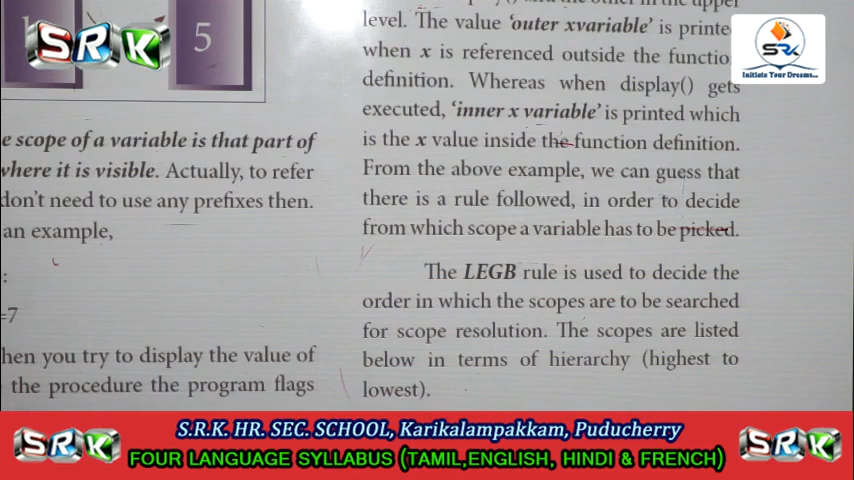 SRK
5
e scope of a variable is that part of
where it is visible. Actually, to refer
don't need to use any prefixes then.
an example,
:
=7
hen you try to display the value of
the procedure the program flags
level. The value ‘outer xvariable’ is printe
when x is referenced outside the functio
definition. Whereas when display() gets
executed, ‘inner x variable’ is printed which
is the x value inside the function definition.
From the above example, we can guess that
there is a rule followed, in order to decide
from which scope a variable has to be picked.
The LEGB rule is used to decide the
order in which the scopes are to be searched
for scope resolution. The scopes are listed
below in terms of hierarchy (highest to
lowest).
SRK
Initiate Your Dreams...
SRK
S.R.K. HR. SEC. SCHOOL, Karikalampakkam, Puducherry
FOUR LANGUAGE SYLLABUS (TAMIL,ENGLISH, HINDI & FRENCH)
SRK